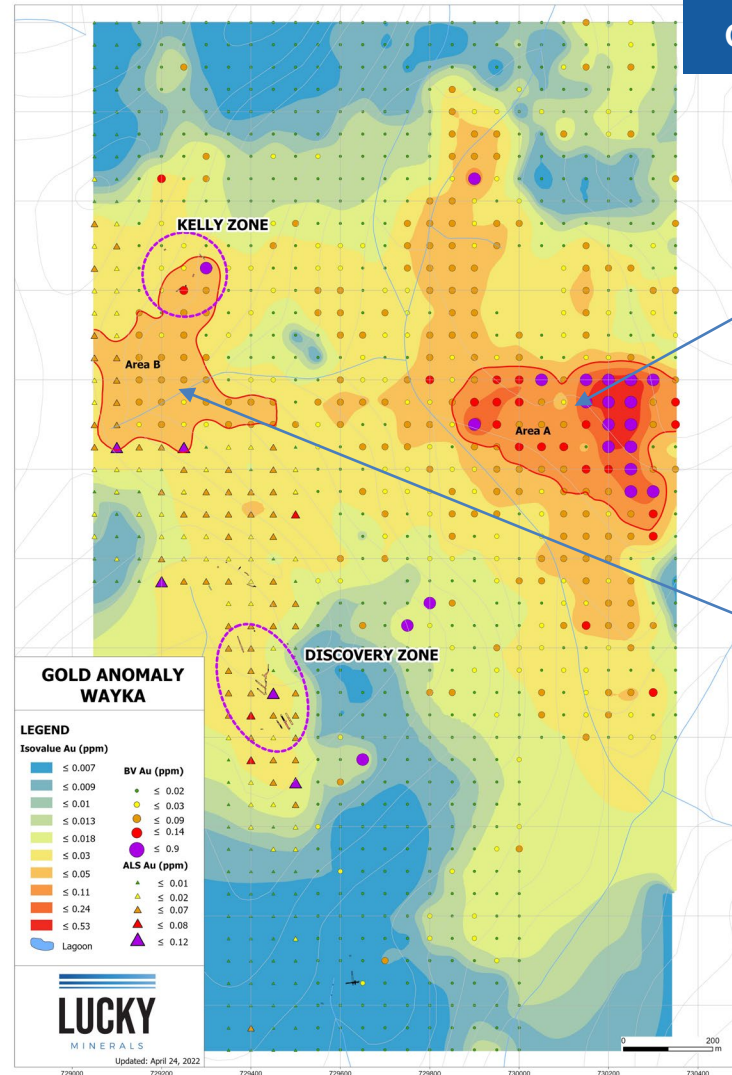 KELLY ZONE
Area B
Area A
DISCOVERY ZONE
GOLD ANOMALY
WAYKA
LEGEND
Isovalue Au (ppm)
≤ 0.007
≤ 0.009
≤ 0.01
≤ 0.013
≤ 0.018
≤ 0.03
≤ 0.05
≤ 0.11
≤ 0.24
≤ 0.53
Lagoon
BV Au (ppm)
≤ 0.02
≤ 0.03
≤ 0.09
≤ 0.14
≤ 0.9
ALS Au (ppm)
≤ 0.01
≤ 0.02
≤ 0.07
≤ 0.08
≤ 0.12
LUCKY
MINERALS
Updated: April 24, 2022
0 200
m
729000 729200 729400 729600 729800 730000 730200 730400